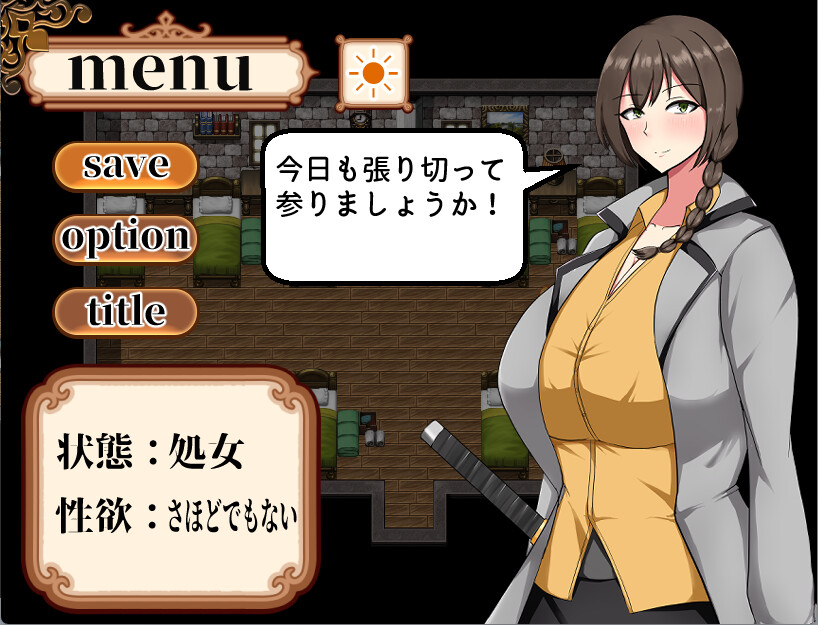 menu
save
option
title
今日も張り切って
参りましょうか！
状態：処女
性欲：さほどでもない